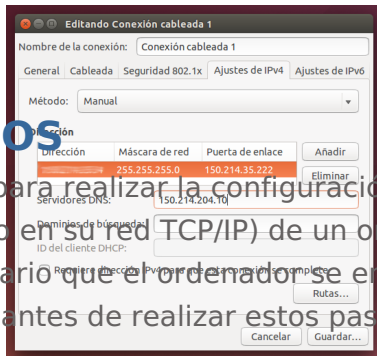 Editando Conexión cableada 1
Nombre de la conexión: Conexión cableada 1
General Cableada Seguridad 802.1x Ajustes de IPv4 Ajustes de IPv6
Método: Manual
Dirección
os
Dirección Máscara de red Puerta de enlace Añadir
255.255.255.0 150.214.35.222 Eliminar
para realizar la configuració
Servidores DNS: 150.214.204.10
Dominios de búsqueda:
o en su red TCP/IP) de un o
ID del cliente DHCP:
Requiere dirección IPv4 para que esta conexión se complete
ario que el ordenador se en
Rutas...
antes de realizar estos pas
Cancelar Guardar...